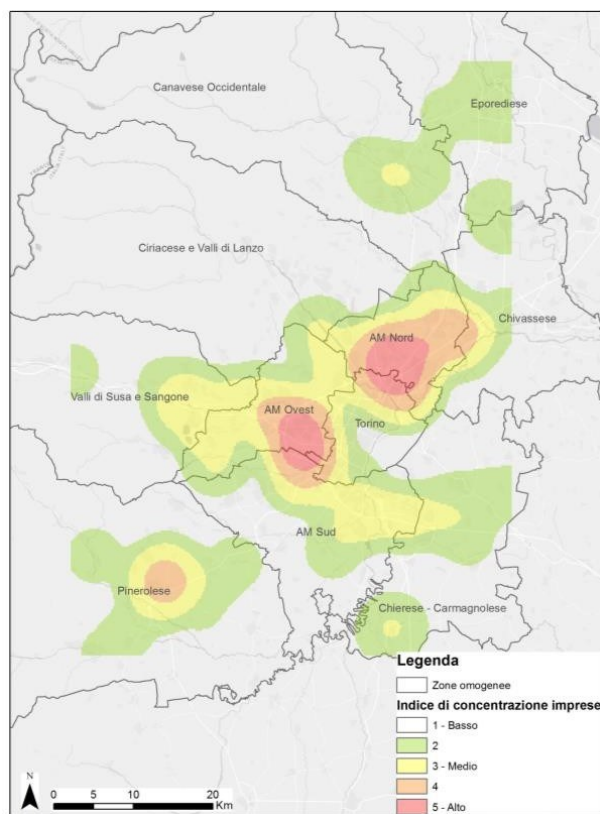 Canavese Occidentale
Eporediese
Ciriacese e Valli di Lanzo
Chivassese
AM Nord
Valli di Susa e Sangone
AM Ovest
Torino
AM Sud
Pinerolese
Chierese - Carmagnolese
Legenda
Zone omogenee
Indice di concentrazione imprese
1 - Basso
2
3 - Medio
4
5 - Alto
N
0 5 10 20
Km